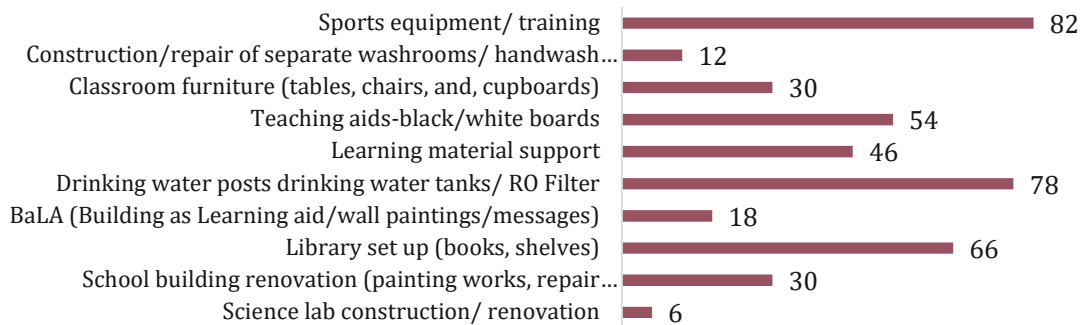 Sports equipment/ training 82
Construction/repair of separate washrooms/ handwash... 12
Classroom furniture (tables, chairs, and, cupboards) 30
Teaching aids-black/white boards 54
Learning material support 46
Drinking water posts drinking water tanks/ RO Filter 78
BaLA (Building as Learning aid/wall paintings/messages) 18
Library set up (books, shelves) 66
School building renovation (painting works, repair... 30
Science lab construction/ renovation 6